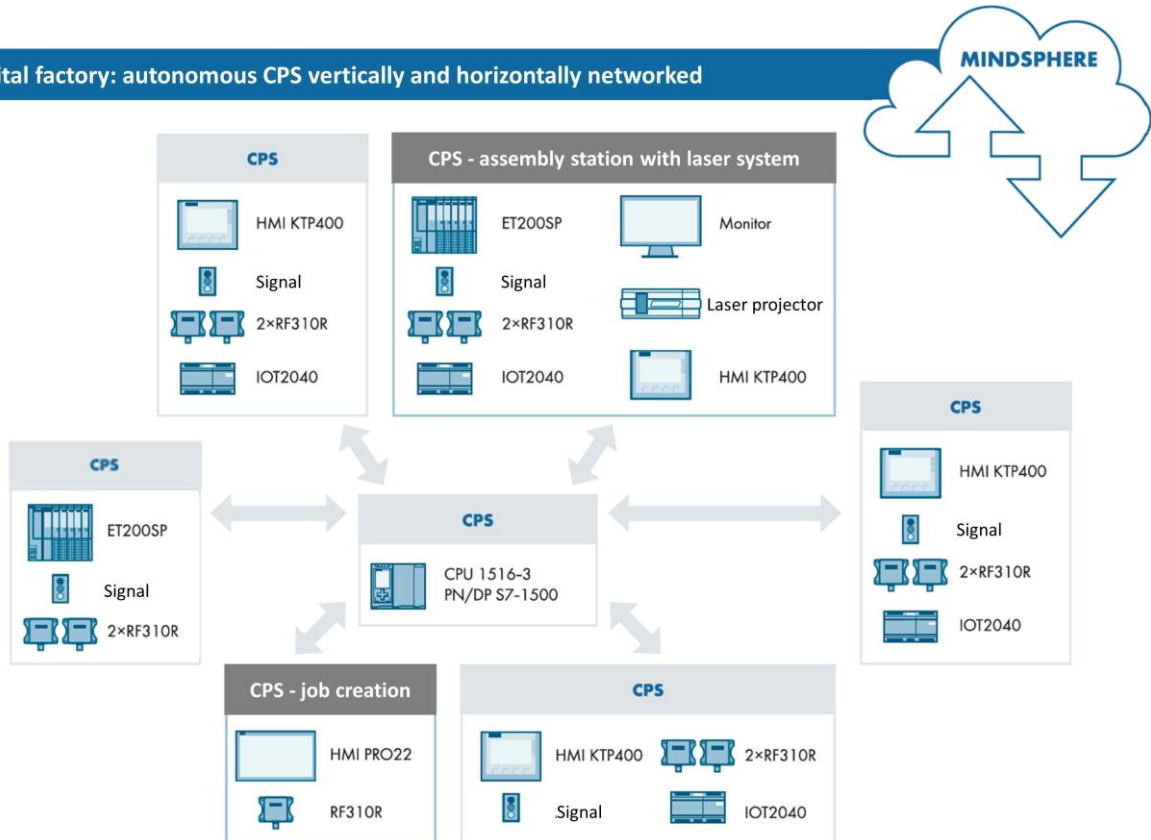 ital factory: autonomous CPS vertically and horizontally networked
MINDSPHERE
CPS
HMI KTP400
Signal
2×RF310R
IOT2040
CPS - assembly station with laser system
ET200SP
Signal
2×RF310R
IOT2040
Monitor
Laser projector
HMI KTP400
CPS
ET200SP
Signal
2×RF310R
CPS
CPU 1516-3
PN/DP S7-1500
CPS
HMI KTP400
Signal
2×RF310R
IOT2040
CPS - job creation
HMI PRO22
RF310R
CPS
HMI KTP400
Signal
2×RF310R
IOT2040